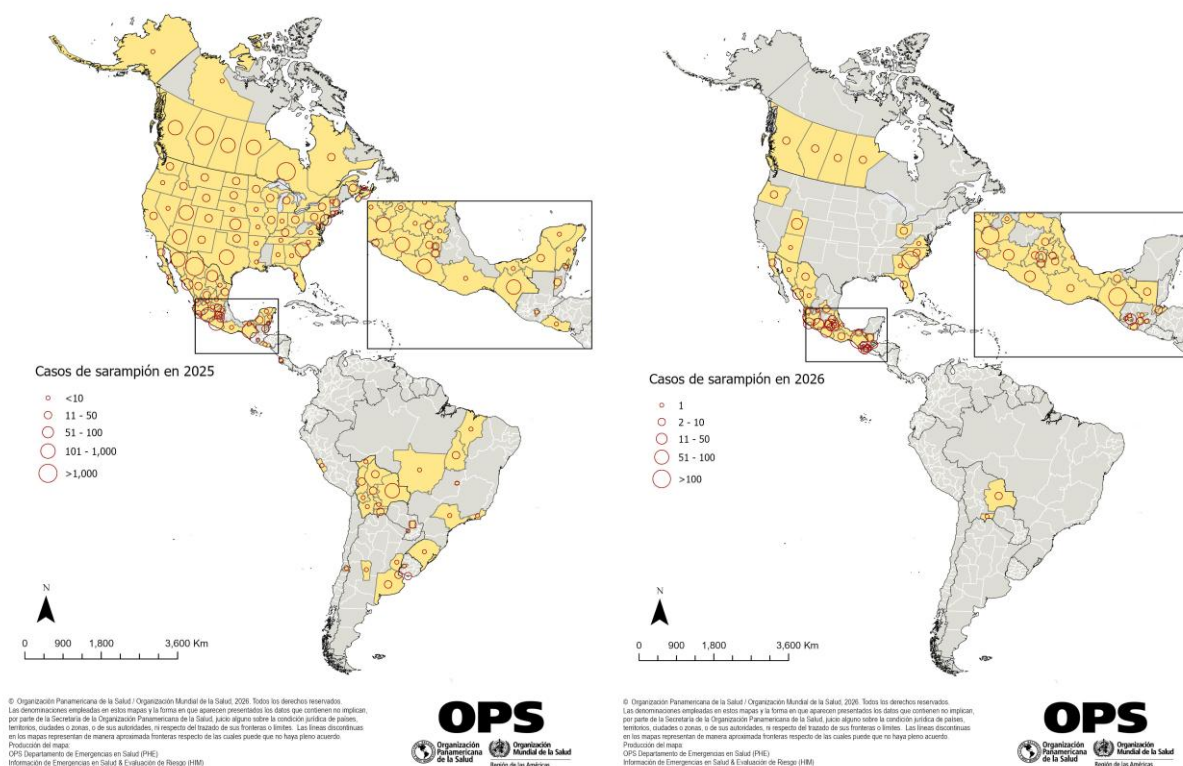 Casos de sarampión en 2025
<10
11 - 50
51 - 100
101 - 1,000
>1,000
N
0 900 1,800 3,600 Km
© Organización Panamericana de la Salud / Organización Mundial de la Salud, 2026. Todos los derechos reservados.
Las denominaciones empleadas en estos mapas y la forma en que aparecen presentados los datos que contienen no implican,
por parte de la Secretaría de la Organización Panamericana de la Salud, juicio alguno sobre la condición jurídica de países,
territorios, ciudades o zonas, o de sus autoridades, ni respecto del trazado de sus fronteras o límites. Las líneas discontinuas
en los mapas representan de manera aproximada fronteras respecto de las cuales puede que no haya pleno acuerdo.
Producción del mapa:
OPS Departamento de Emergencias en Salud (PHE)
Información de Emergencias en Salud & Evaluación de Riesgo (HIM)
OPS
Organización
Panamericana
de la Salud
Organización
Mundial de la Salud
Región de las Américas
Casos de sarampión en 2026
1
2 - 10
11 - 50
51 - 100
>100
N
0 900 1,800 3,600 Km
© Organización Panamericana de la Salud / Organización Mundial de la Salud, 2026. Todos los derechos reservados.
Las denominaciones empleadas en estos mapas y la forma en que aparecen presentados los datos que contienen no implican,
por parte de la Secretaría de la Organización Panamericana de la Salud, juicio alguno sobre la condición jurídica de países,
territorios, ciudades o zonas, o de sus autoridades, ni respecto del trazado de sus fronteras o límites. Las líneas discontinuas
en los mapas representan de manera aproximada fronteras respecto de las cuales puede que no haya pleno acuerdo.
Producción del mapa:
OPS Departamento de Emergencias en Salud (PHE)
Información de Emergencias en Salud & Evaluación de Riesgo (HIM)
OPS
Organización
Panamericana
de la Salud
Organización
Mundial de la Salud
Región de las Américas